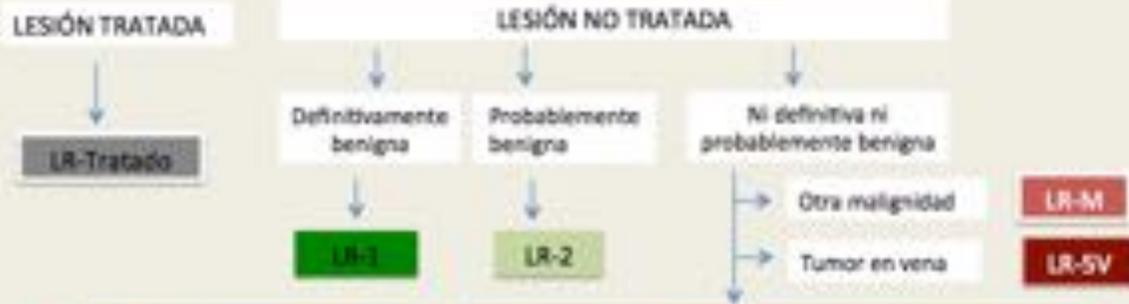 LESIÓN TRATADA
LESIÓN NO TRATADA
Definitivamente
benigna
Probablemente
benigna
Ni definitiva ni
probablemente benigna
LR-Tratado
Otra malignidad
LR-M
LR-1
LR-2
Tumor en vena
LR-5V